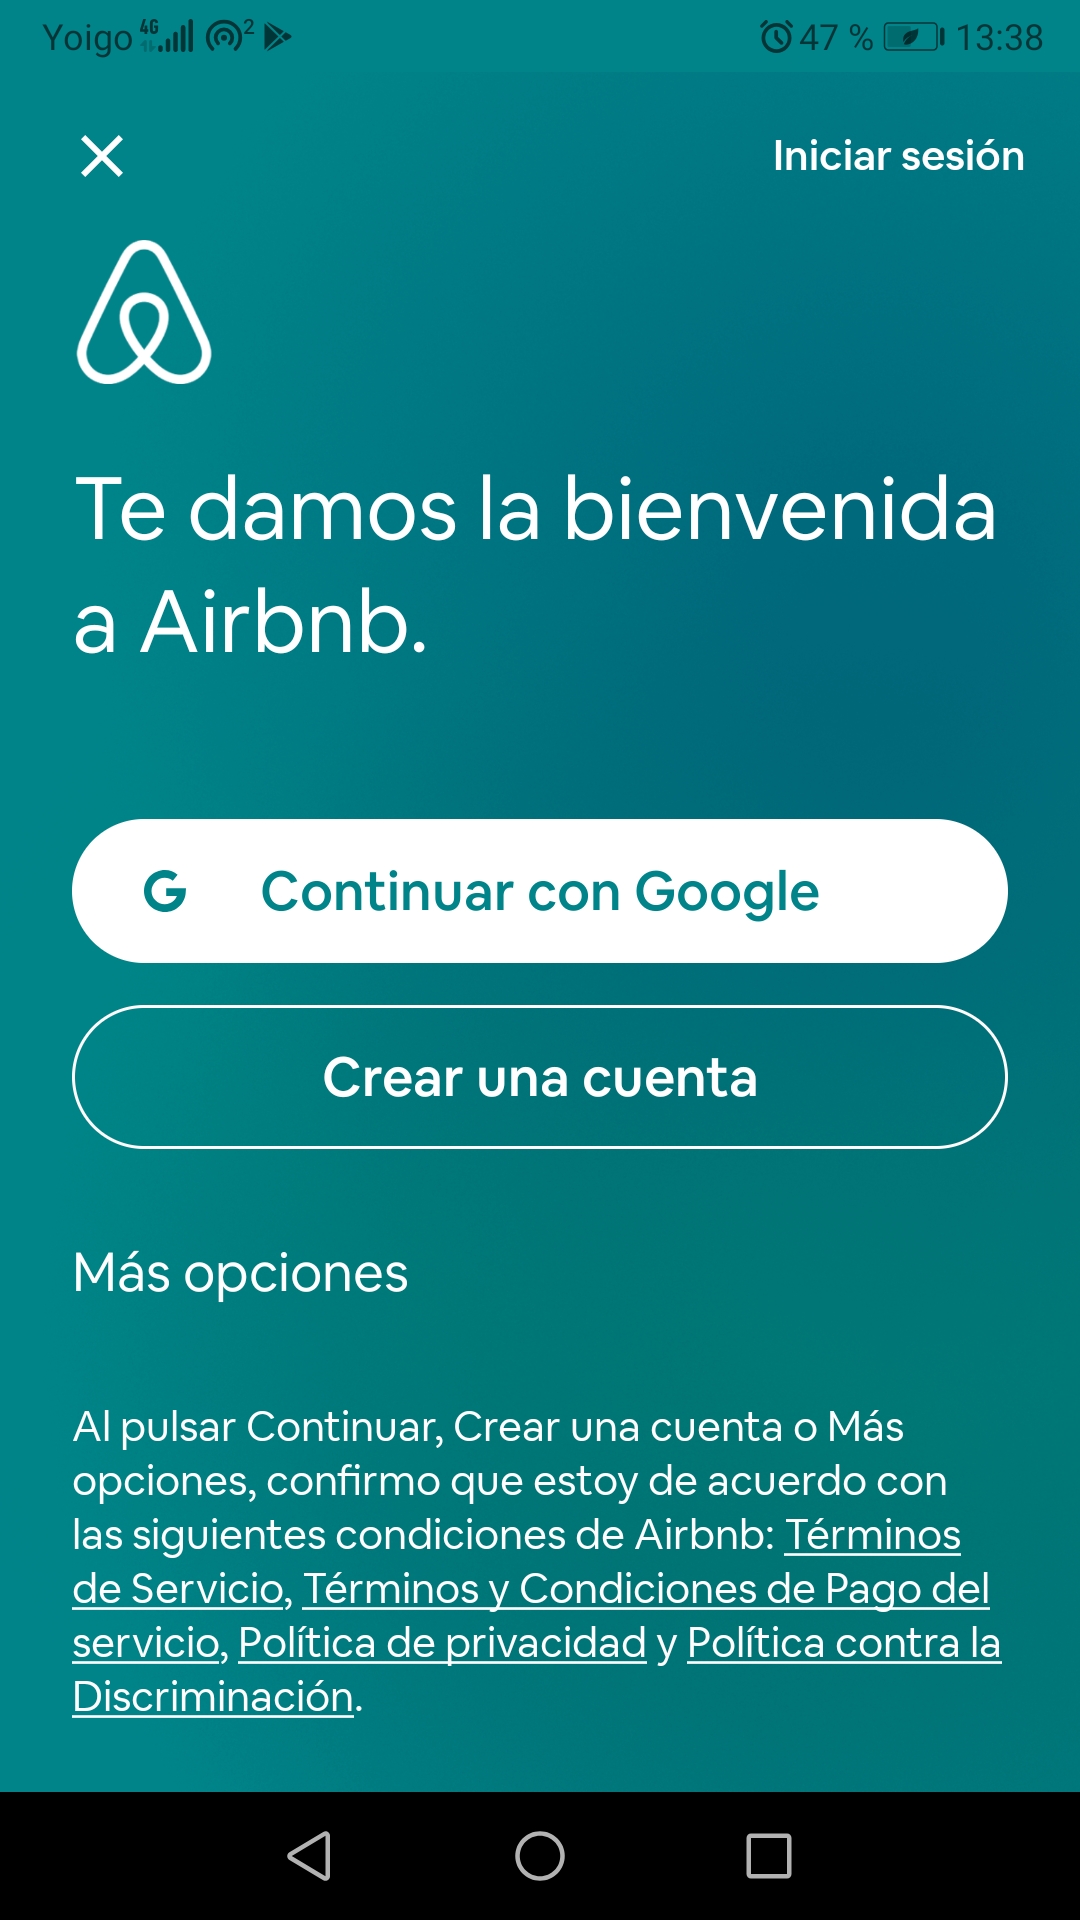 Yoigo 4G 2 47 % 13:38
Iniciar sesión
Te damos la bienvenida
a Airbnb.
G Continuar con Google
Crear una cuenta
Más opciones
Al pulsar Continuar, Crear una cuenta o Más
opciones, confirmo que estoy de acuerdo con
las siguientes condiciones de Airbnb: Términos
de Servicio, Términos y Condiciones de Pago del
servicio, Política de privacidad y Política contra la
Discriminación.